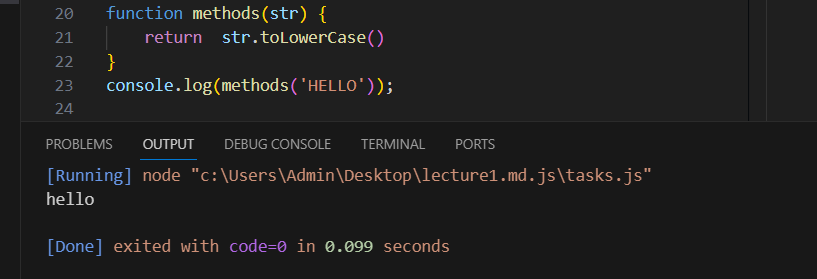 20 function methods(str) {
21 return  str.toLowerCase()
22 }
23 console.log(methods('HELLO'));
24
PROBLEMS OUTPUT DEBUG CONSOLE TERMINAL PORTS
[Running] node "c:\Users\Admin\Desktop\lecture1.md.js\tasks.js"
hello
[Done] exited with code=0 in 0.099 seconds